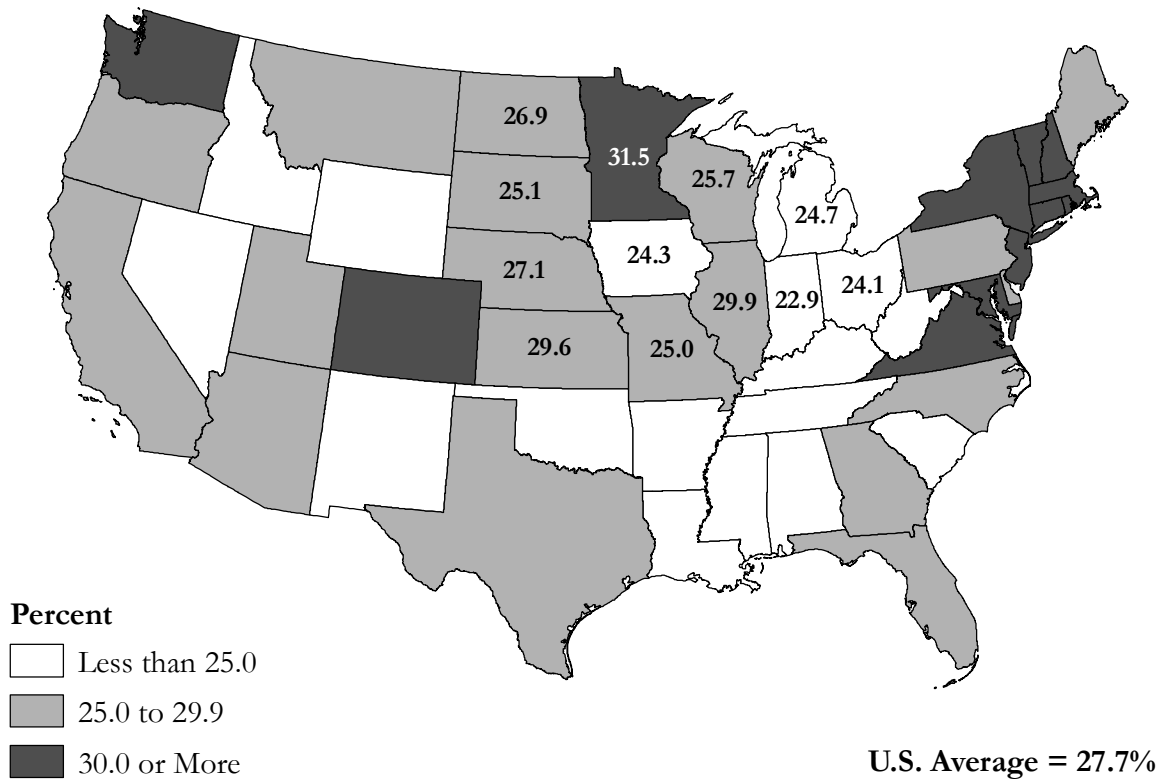 26.9
31.5
25.7
25.1
24.7
24.3
27.1
24.1
29.9
22.9
29.6
25.0
Percent
Less than 25.0
25.0 to 29.9
30.0 or More
U.S. Average = 27.7%